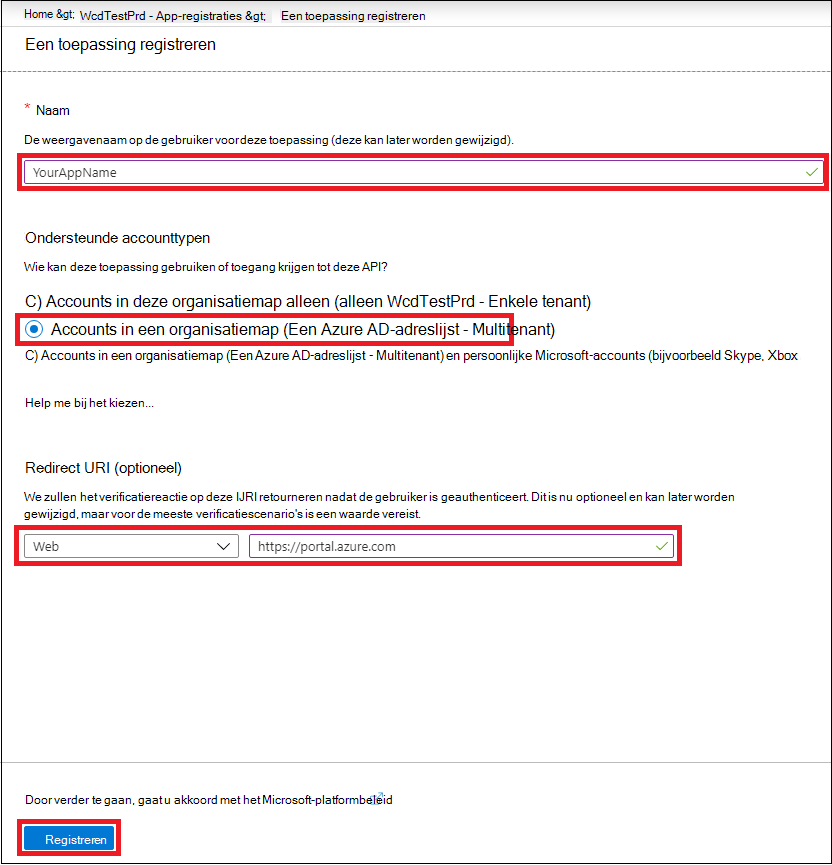 Home &gt; WcdTestPrd - App-registraties &gt; Een toepassing registreren
Een toepassing registreren
* Naam
De weergavenaam op de gebruiker voor deze toepassing (deze kan later worden gewijzigd).
YourAppName
Ondersteunde accounttypen
Wie kan deze toepassing gebruiken of toegang krijgen tot deze API?
C) Accounts in deze organisatiemap alleen (alleen WcdTestPrd - Enkele tenant)
Accounts in een organisatiemap (Een Azure AD-adreslijst - Multitenant)
C) Accounts in een organisatiemap (Een Azure AD-adreslijst - Multitenant) en persoonlijke Microsoft-accounts (bijvoorbeeld Skype, Xbox
Help me bij het kiezen...
Redirect URI (optioneel)
We zullen het verificatiereactie op deze IJRI retourneren nadat de gebruiker is geauthenticeert. Dit is nu optioneel en kan later worden
gewijzigd, maar voor de meeste verificatiescenario's is een waarde vereist.
Web https://portal.azure.com
Door verder te gaan, gaat u akkoord met het Microsoft-platformbeleid
Registreren